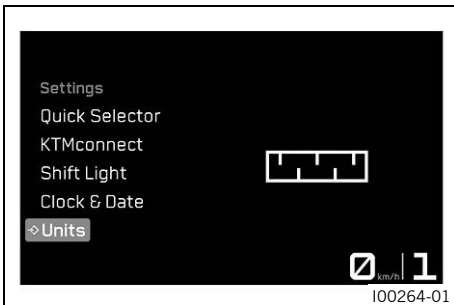 Settings
Quick Selector
KTMconnect
Shift Light
Clock & Date
Units
0 km/h 1
I00264-01